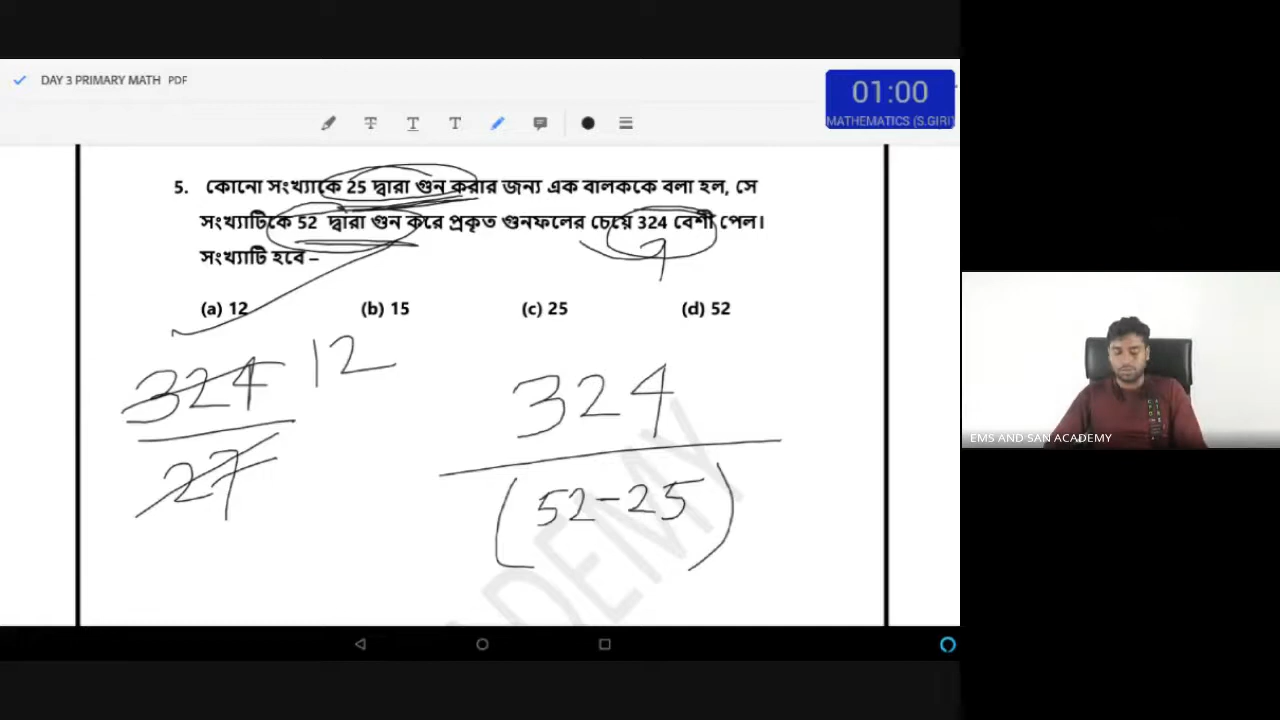 DAY 3 PRIMARY MATH PDF
01:00
MATHEMATICS (S.GIRI)
T T T
5. কোনো সংখ্যাকে 25 দ্বারা গুন করার জন্য এক বালককে বলা হল, সে
সংখ্যাটিকে 52 দ্বারা গুন করে প্রকৃত গুনফলের চেয়ে 324 বেশী পেল।
সংখ্যাটি হবে –
(a) 12 (b) 15 (c) 25 (d) 52
324 12
27
324
(52-25)
ADEMY
EMS AND SAN ACADEMY